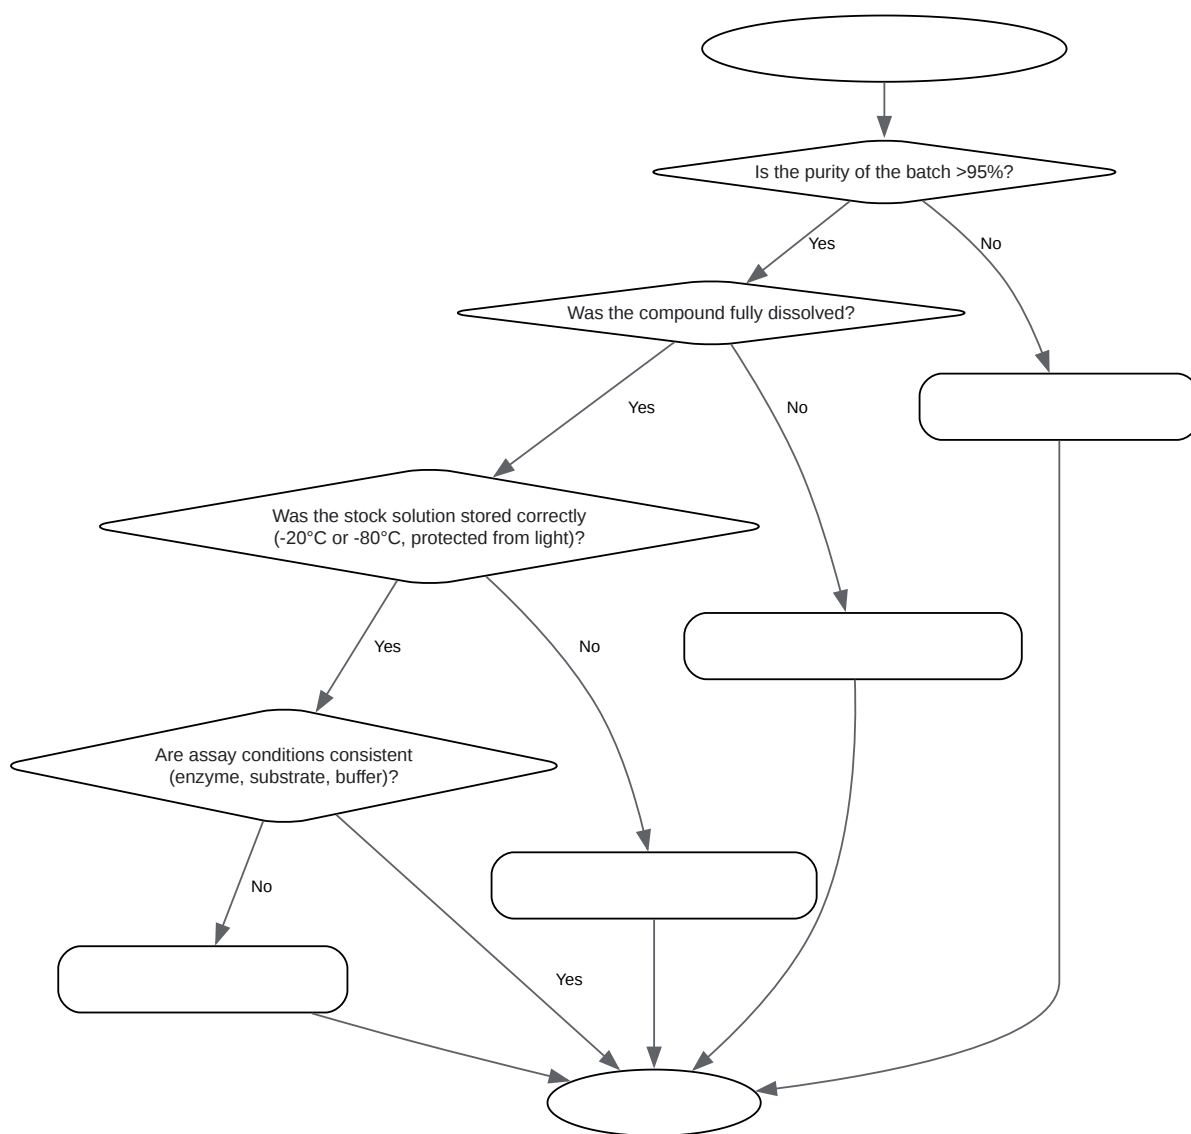 Is the purity of the batch >95%?
Yes
No
Was the compound fully dissolved?
Yes
No
Was the stock solution stored correctly
(-20°C or -80°C, protected from light)?
Yes
No
Are assay conditions consistent
(enzyme, substrate, buffer)?
No
Yes